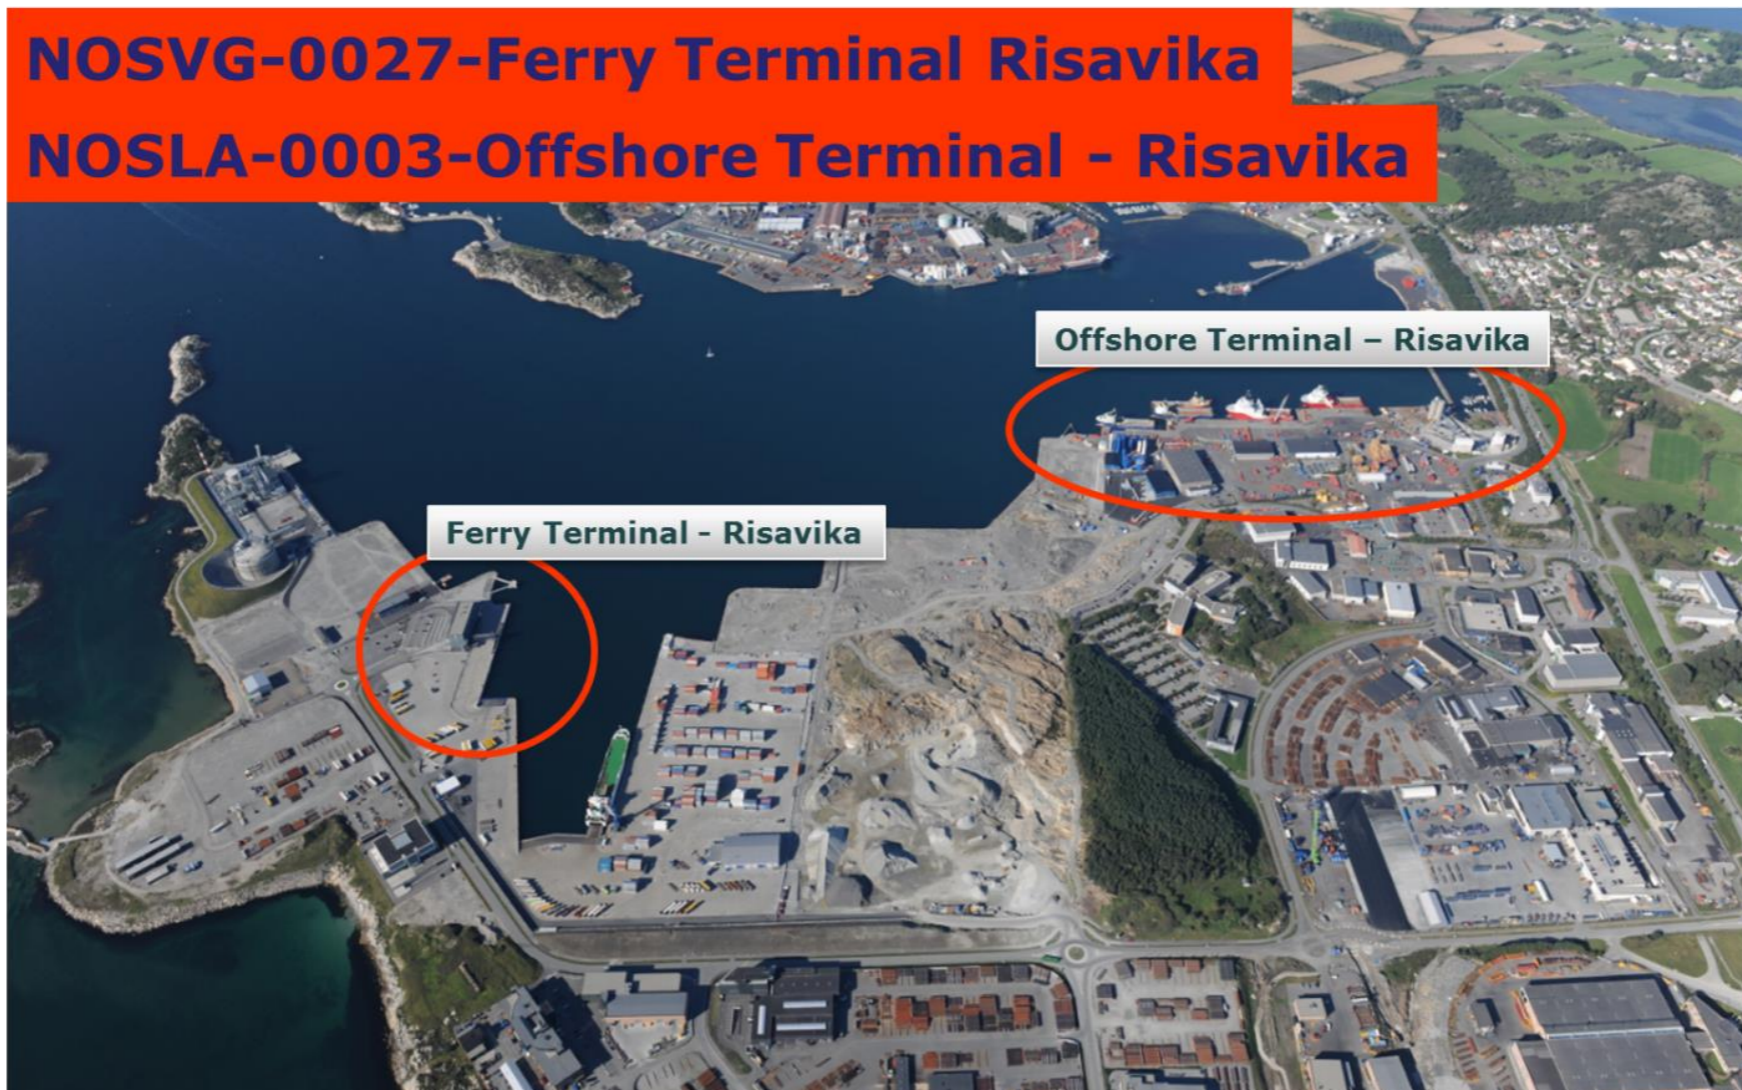 NOSVG-0027-Ferry Terminal Risavika
NOSLA-0003-Offshore Terminal - Risavika
Offshore Terminal – Risavika
Ferry Terminal - Risavika